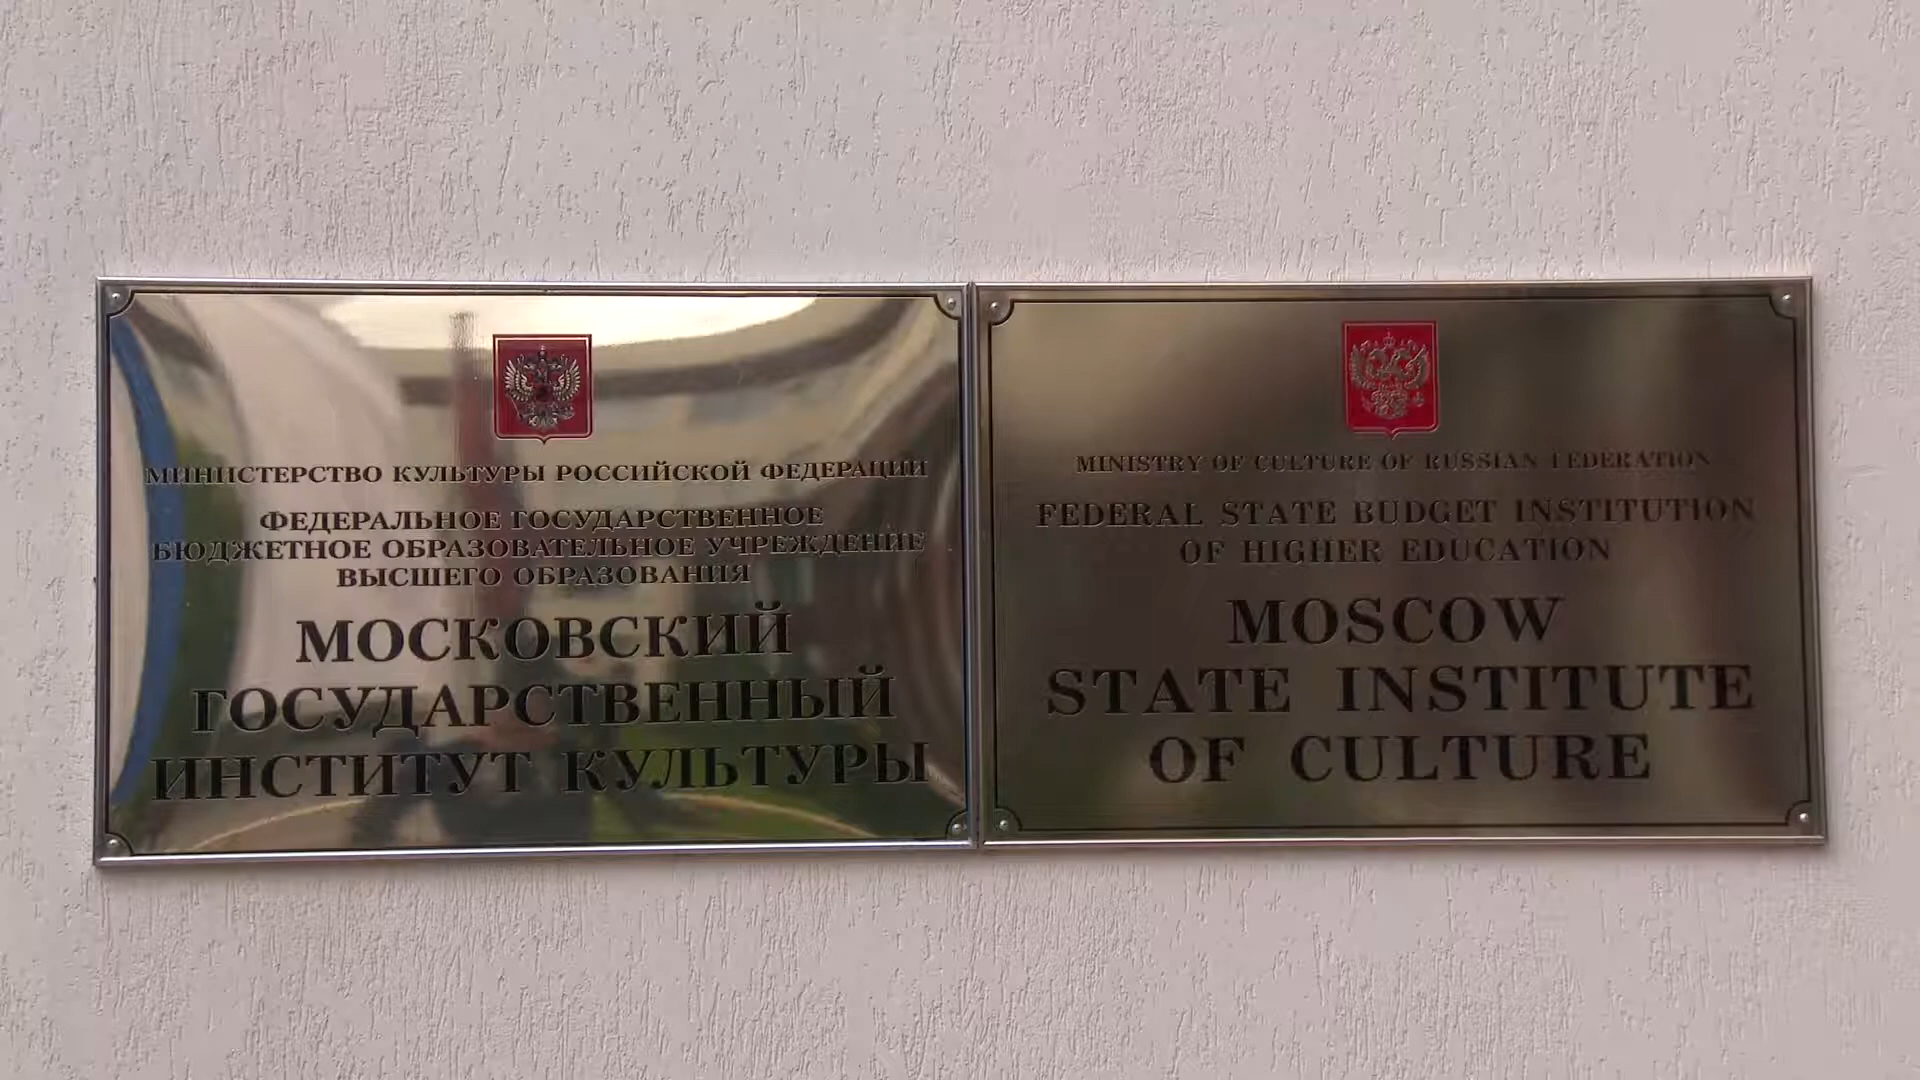 МИНИСТЕРСТВО КУЛЬТУРЫ РОССИЙСКОЙ ФЕДЕРАЦИИ
ФЕДЕРАЛЬНОЕ ГОСУДАРСТВЕННОЕ
БЮДЖЕТНОЕ ОБРАЗОВАТЕЛЬНОЕ УЧРЕЖДЕНИЕ
ВЫСШЕГО ОБРАЗОВАНИЯ
МОСКОВСКИЙ
ГОСУДАРСТВЕННЫЙ
ИНСТИТУТ КУЛЬТУРЫ
MINISTRY OF CULTURE OF RUSSIAN FEDERATION
FEDERAL STATE BUDGET INSTITUTION
OF HIGHER EDUCATION
MOSCOW
STATE INSTITUTE
OF CULTURE